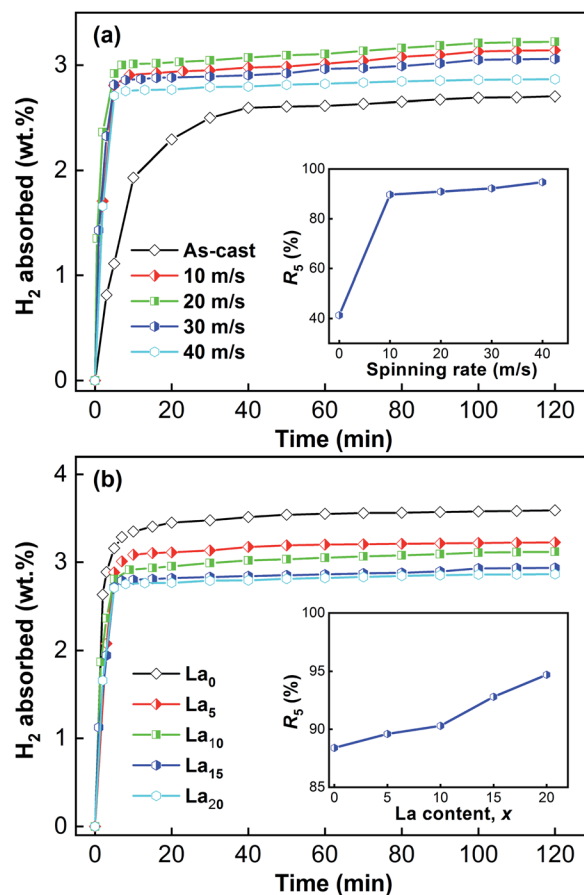 (a)
H₂ absorbed (wt.%)
3
2
1
0
As-cast
10 m/s
20 m/s
30 m/s
40 m/s
R₅ (%)
100
80
60
40
0 10 20 30 40
Spinning rate (m/s)
0 20 40 60 80 100 120
Time (min)
(b)
H₂ absorbed (wt.%)
4
3
2
1
0
La₀
La₅
La₁₀
La₁₅
La₂₀
R₅ (%)
100
95
90
85
0 5 10 15 20
La content, x
0 20 40 60 80 100 120
Time (min)